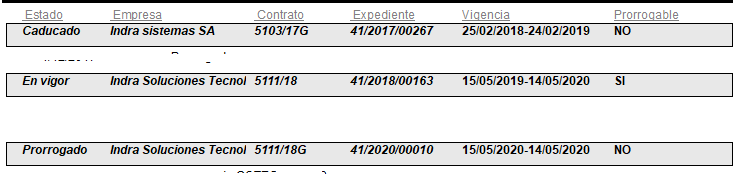 Estado Empresa Contrato Expediente Vigencia Prorrogable
Caducado Indra sistemas SA 5103/17G 41/2017/00267 25/02/2018-24/02/2019 NO
En vigor Indra Soluciones Tecnol 5111/18 41/2018/00163 15/05/2019-14/05/2020 SI
Prorrogado Indra Soluciones Tecnol 5111/18G 41/2020/00010 15/05/2020-14/05/2020 NO